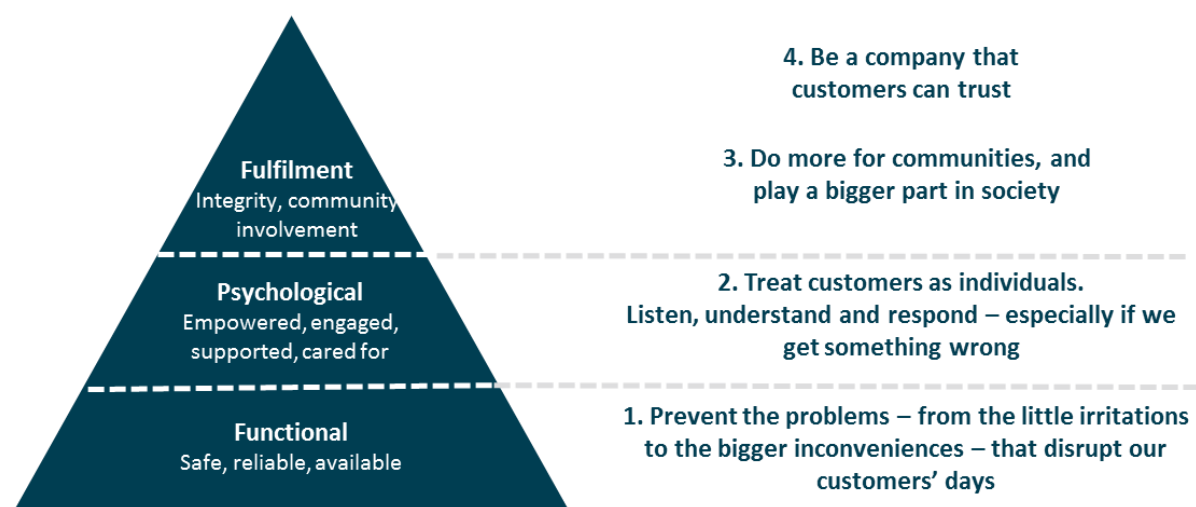 4. Be a company that
customers can trust
3. Do more for communities, and
play a bigger part in society
Fulfilment
Integrity, community
involvement
2. Treat customers as individuals.
Listen, understand and respond – especially if we
get something wrong
Psychological
Empowered, engaged,
supported, cared for
1. Prevent the problems – from the little irritations
to the bigger inconveniences – that disrupt our
customers’ days
Functional
Safe, reliable, available